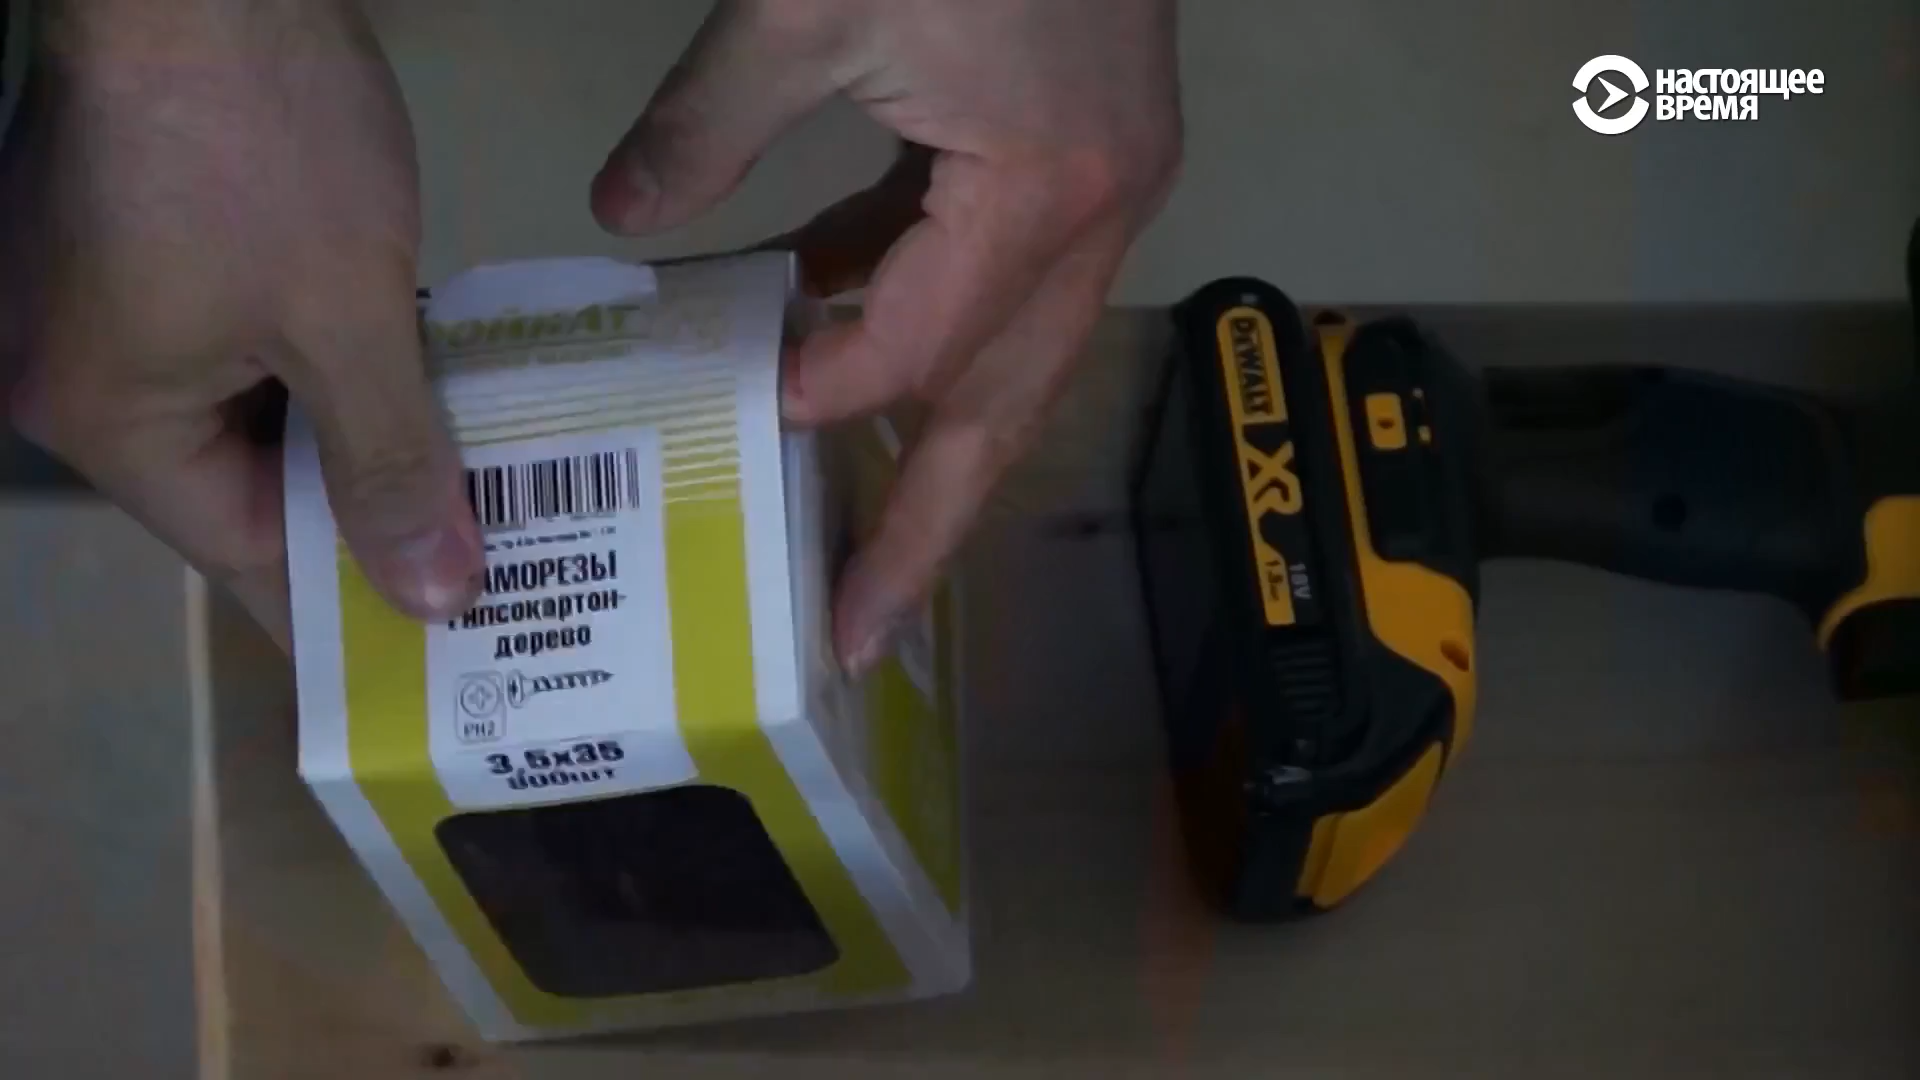 НАСТОЯЩЕЕ
ВРЕМЯ
АМОРЕЗЫ
гипсокартон-
дерево
PH2
3,5x35
DEWALT
XR
18V